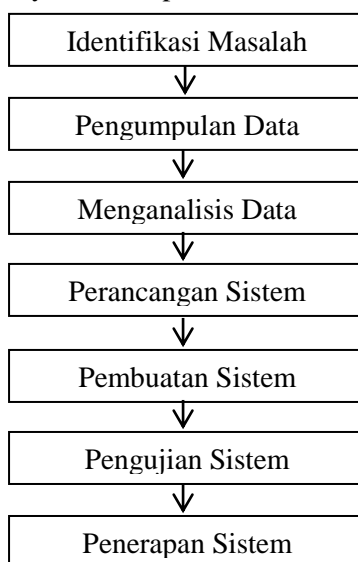 Identifikasi Masalah
Pengumpulan Data
Menganalisis Data
Perancangan Sistem
Pembuatan Sistem
Pengujian Sistem
Penerapan Sistem